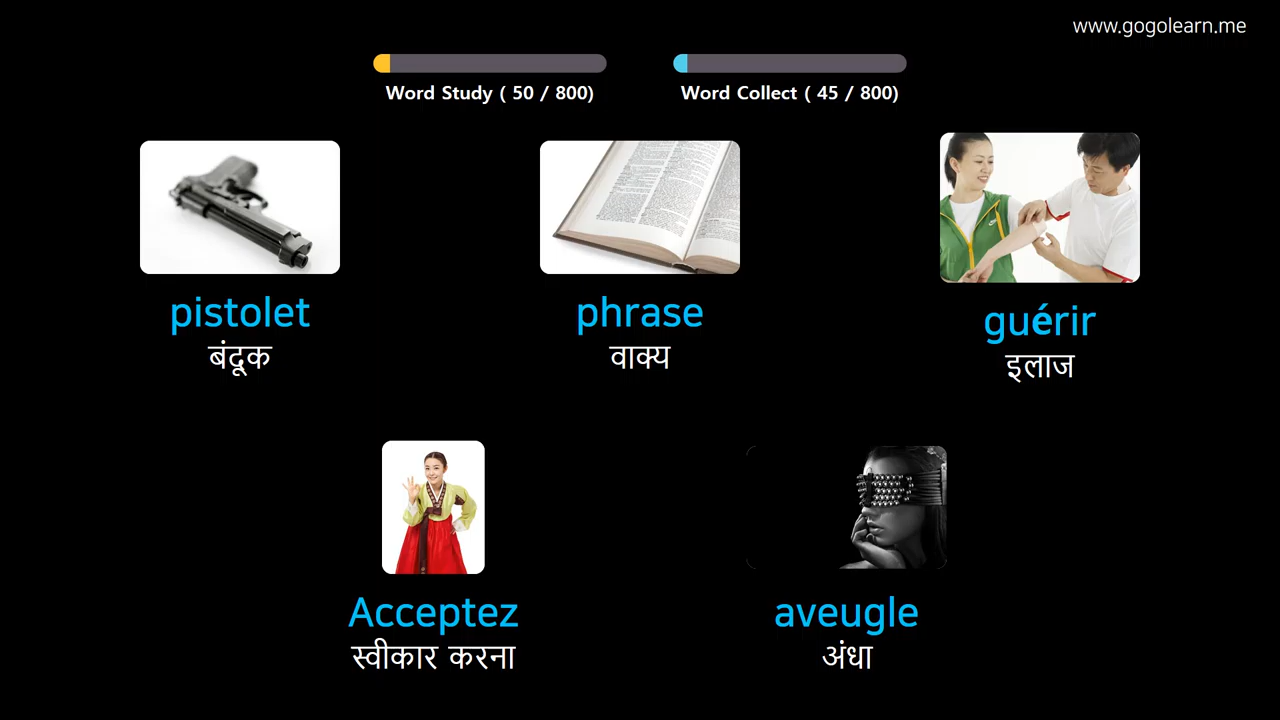 www.gogolearn.me
Word Study ( 50 / 800)
Word Collect ( 45 / 800)
pistolet
बंदूक
phrase
वाक्य
guérir
इलाज
Acceptez
स्वीकार करना
aveugle
अंधा